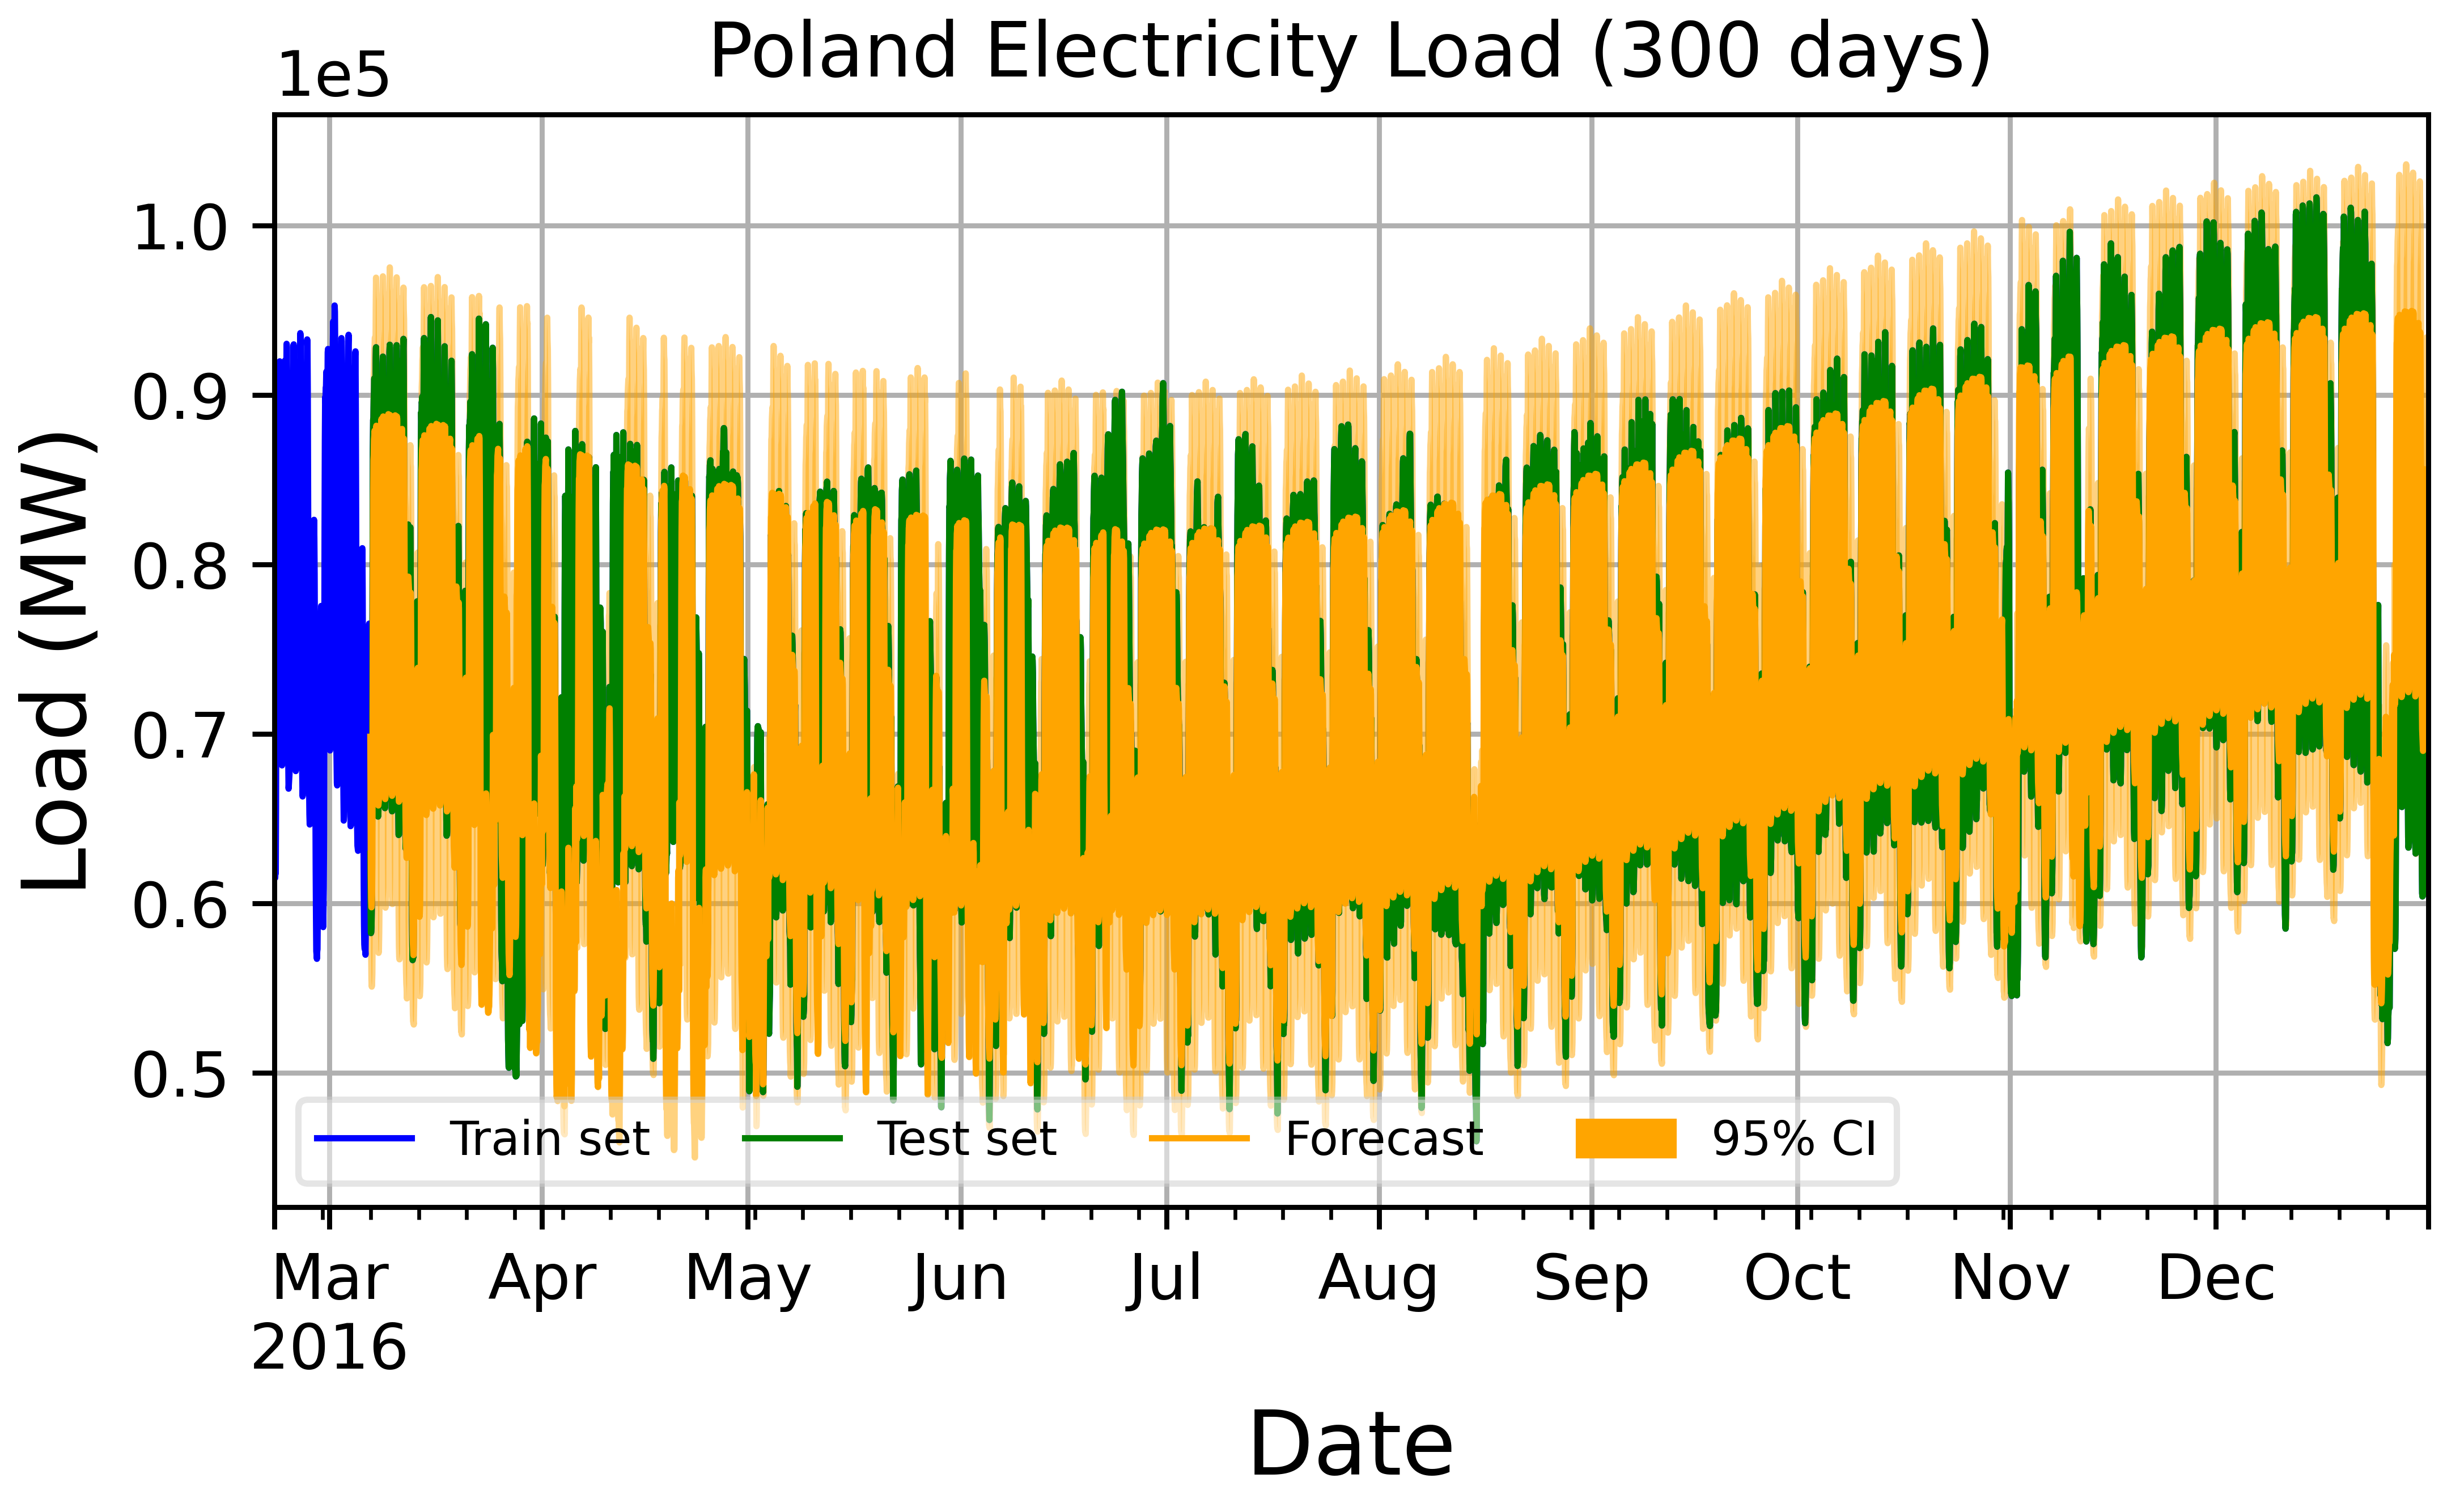 Poland Electricity Load (300 days)
1e5
1.0
0.9
0.8
0.7
0.6
0.5
Load (MW)
Train set Test set Forecast 95% CI
Mar Apr May Jun Jul Aug Sep Oct Nov Dec
2016
Date